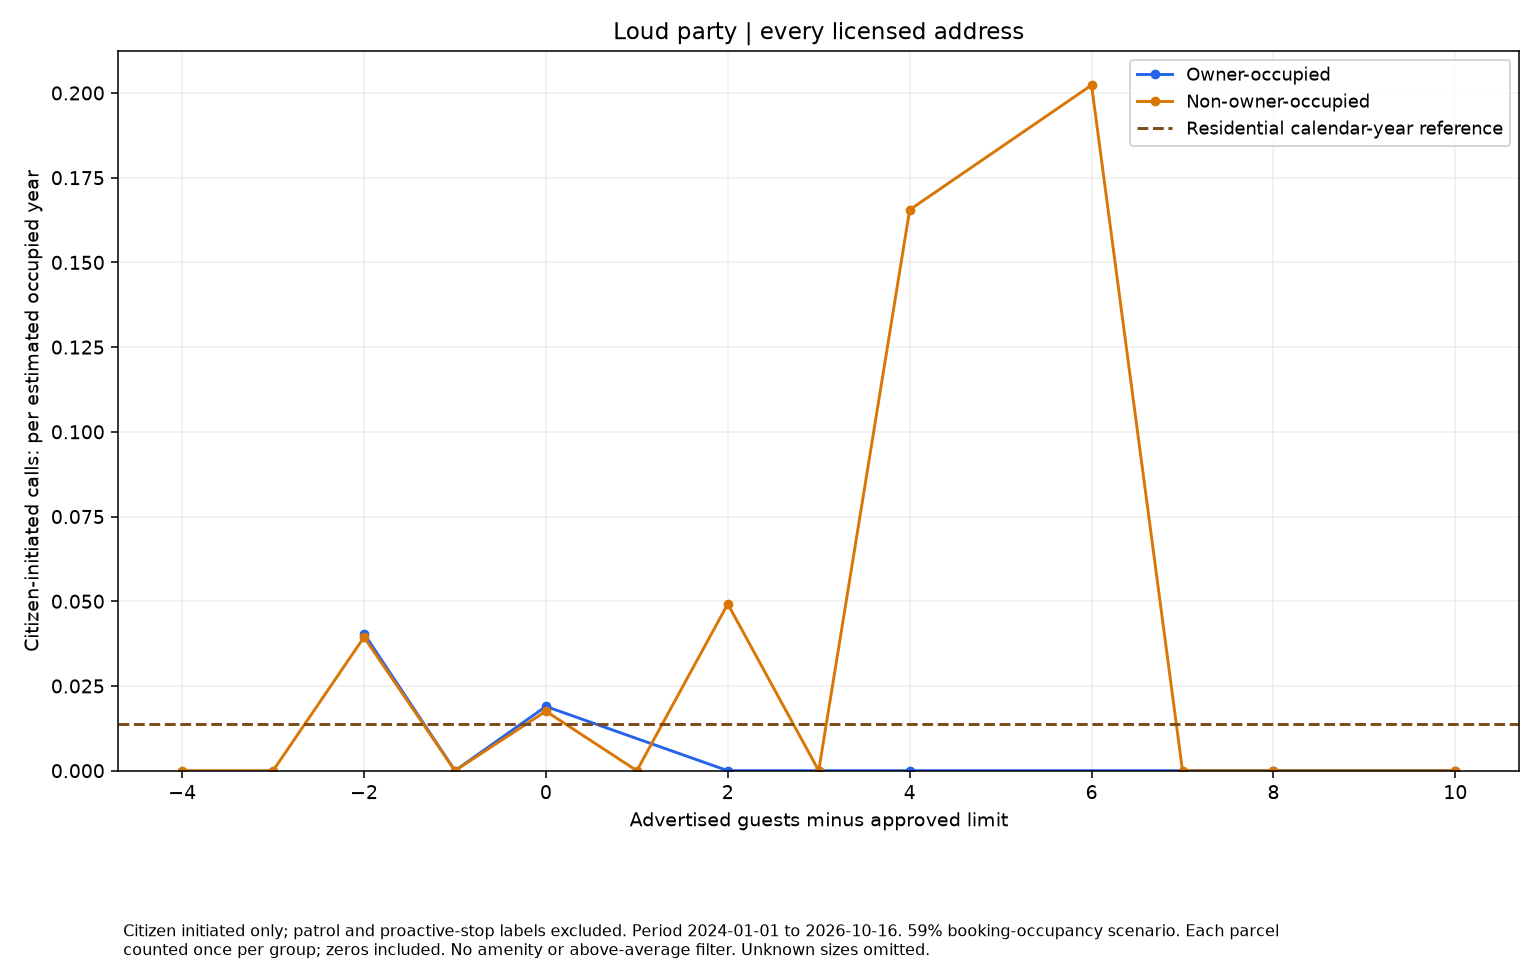 Loud party | every licensed address
Owner-occupied
Non-owner-occupied
Residential calendar-year reference
Citizen-initiated calls: per estimated occupied year
0.200
0.175
0.150
0.125
0.100
0.075
0.050
0.025
0.000
−4
−2
0
2
4
6
8
10
Advertised guests minus approved limit
Citizen initiated only; patrol and proactive-stop labels excluded. Period 2024-01-01 to 2026-10-16. 59% booking-occupancy scenario. Each parcel
counted once per group; zeros included. No amenity or above-average filter. Unknown sizes omitted.